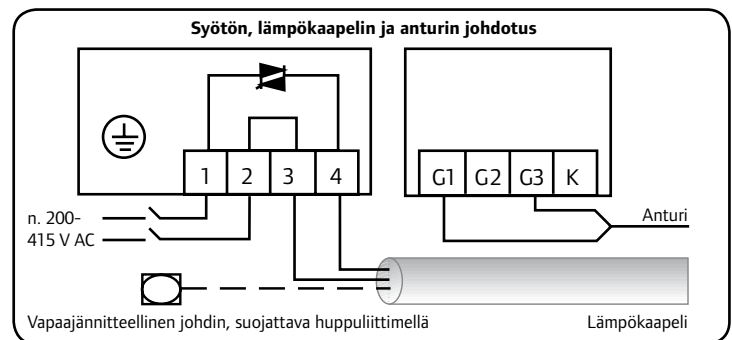 Syötön, lämpökaapelin ja anturin johdotus
1 2 3 4
G1 G2 G3 K
n. 200-
415 V AC
Anturi
Vapaajännitteellinen johdin, suojattava huppuliittimellä
Lämpökaapeli